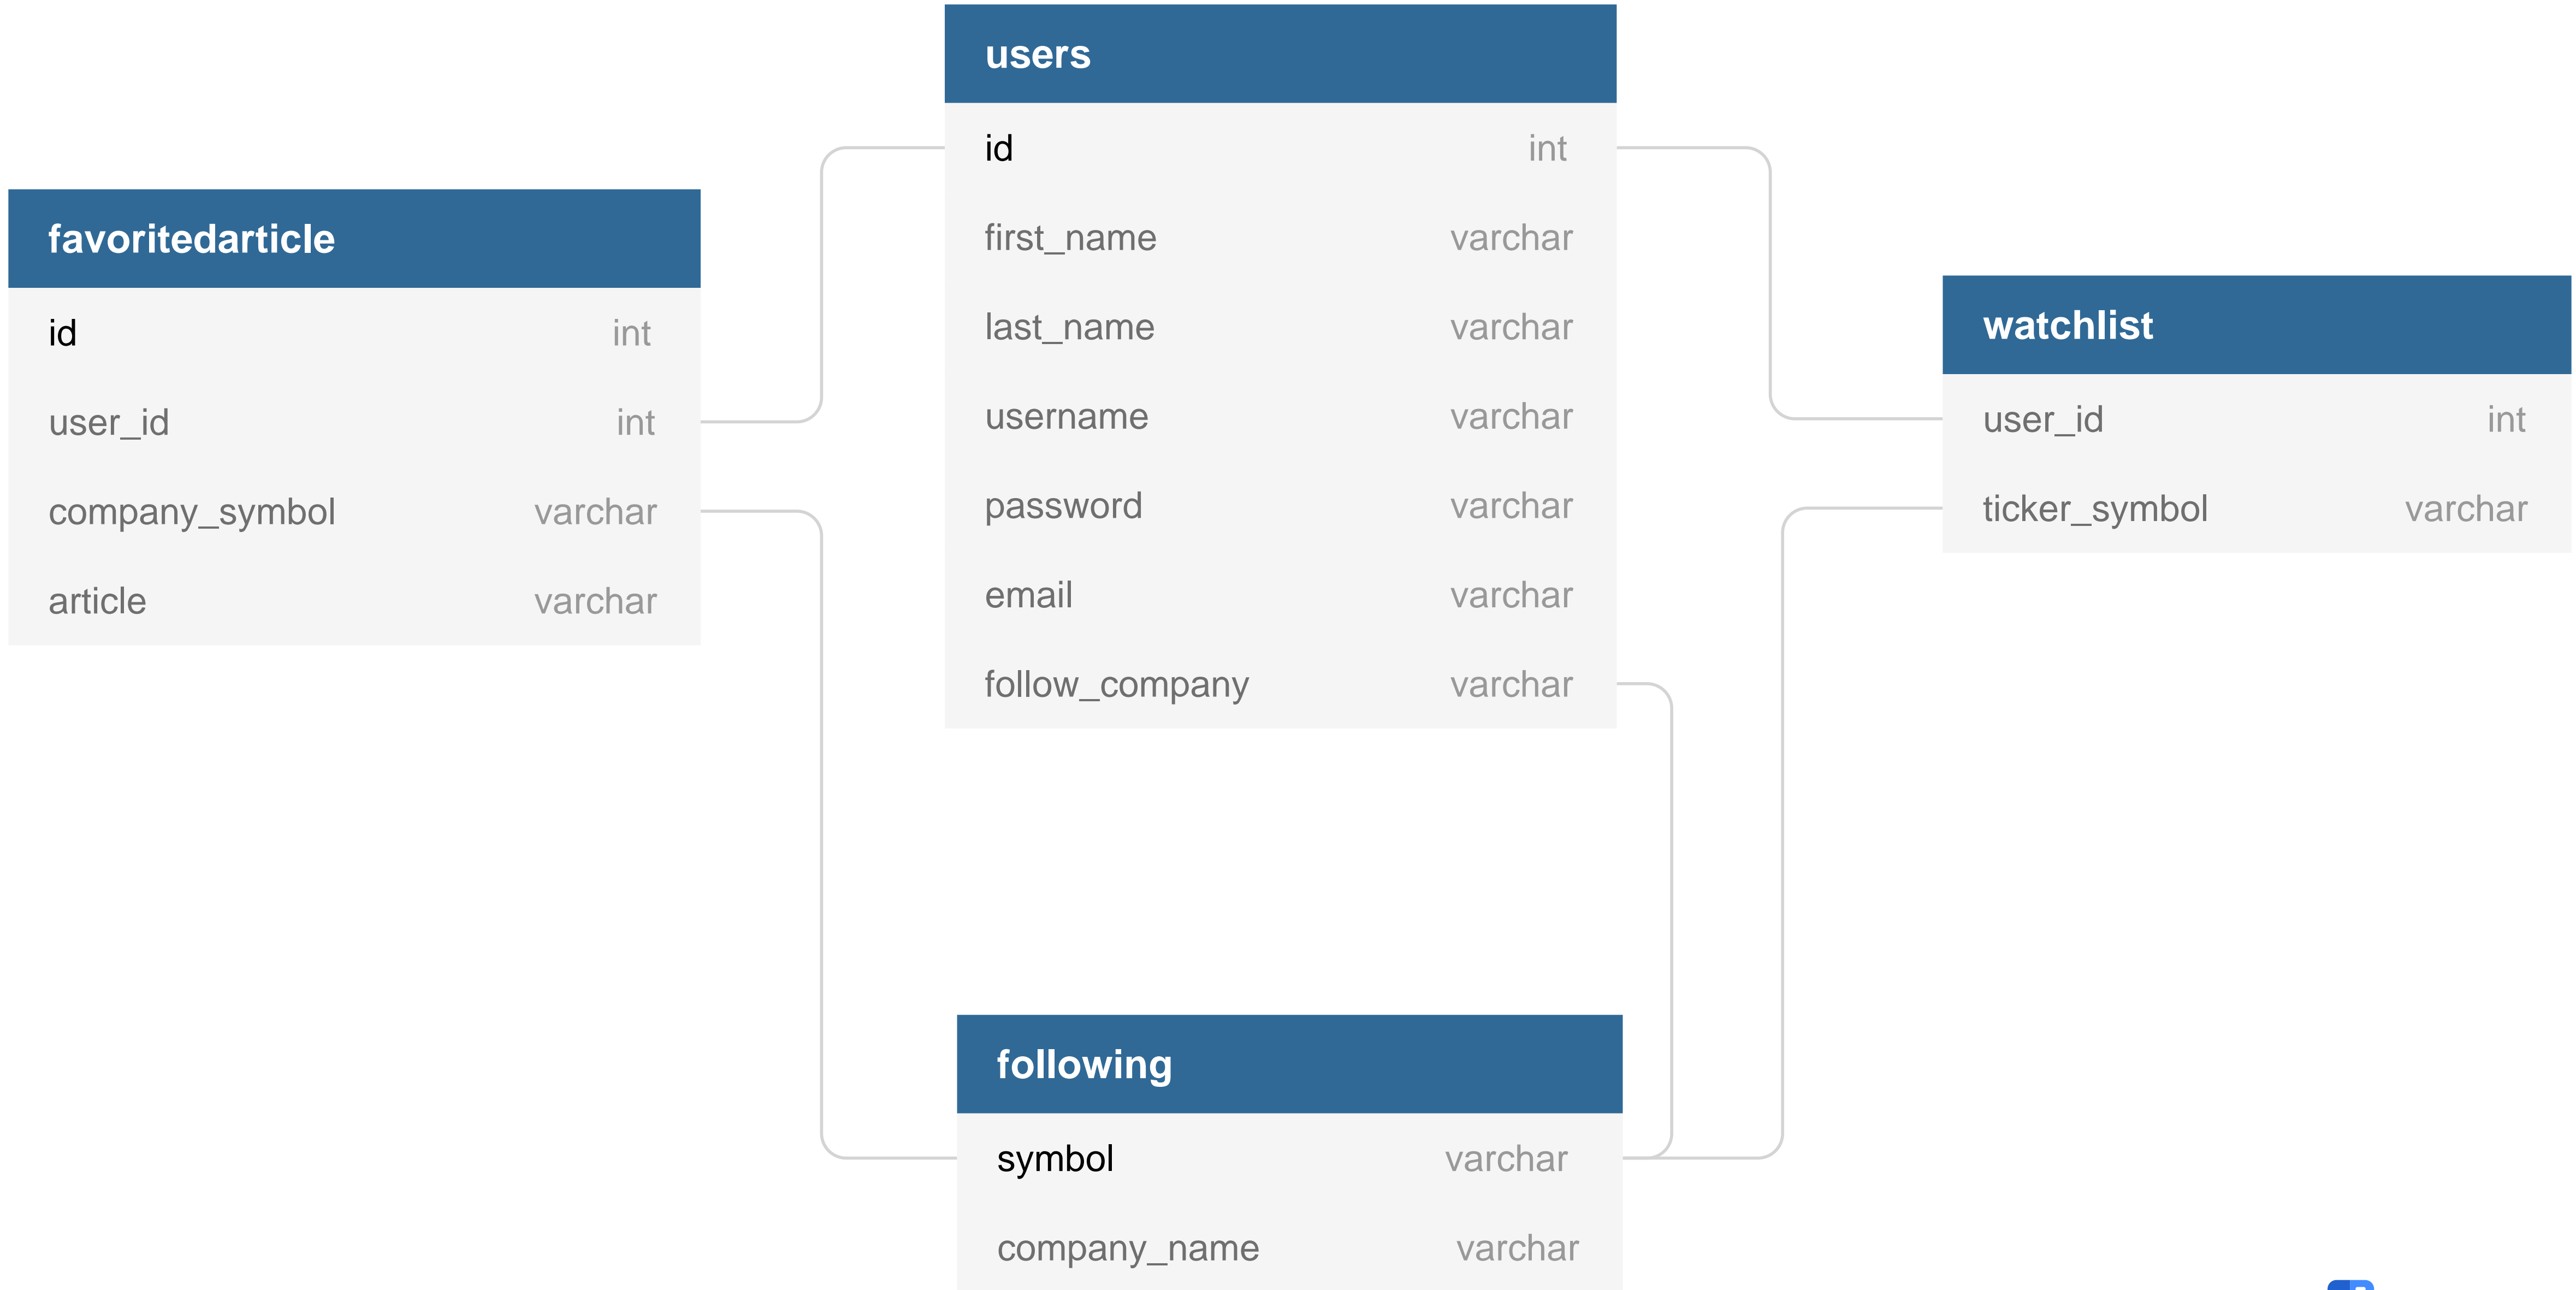 users
id int
first_name varchar
last_name varchar
username varchar
password varchar
email varchar
follow_company varchar
favoritedarticle
id int
user_id int
company_symbol varchar
article varchar
watchlist
user_id int
ticker_symbol varchar
following
symbol varchar
company_name varchar